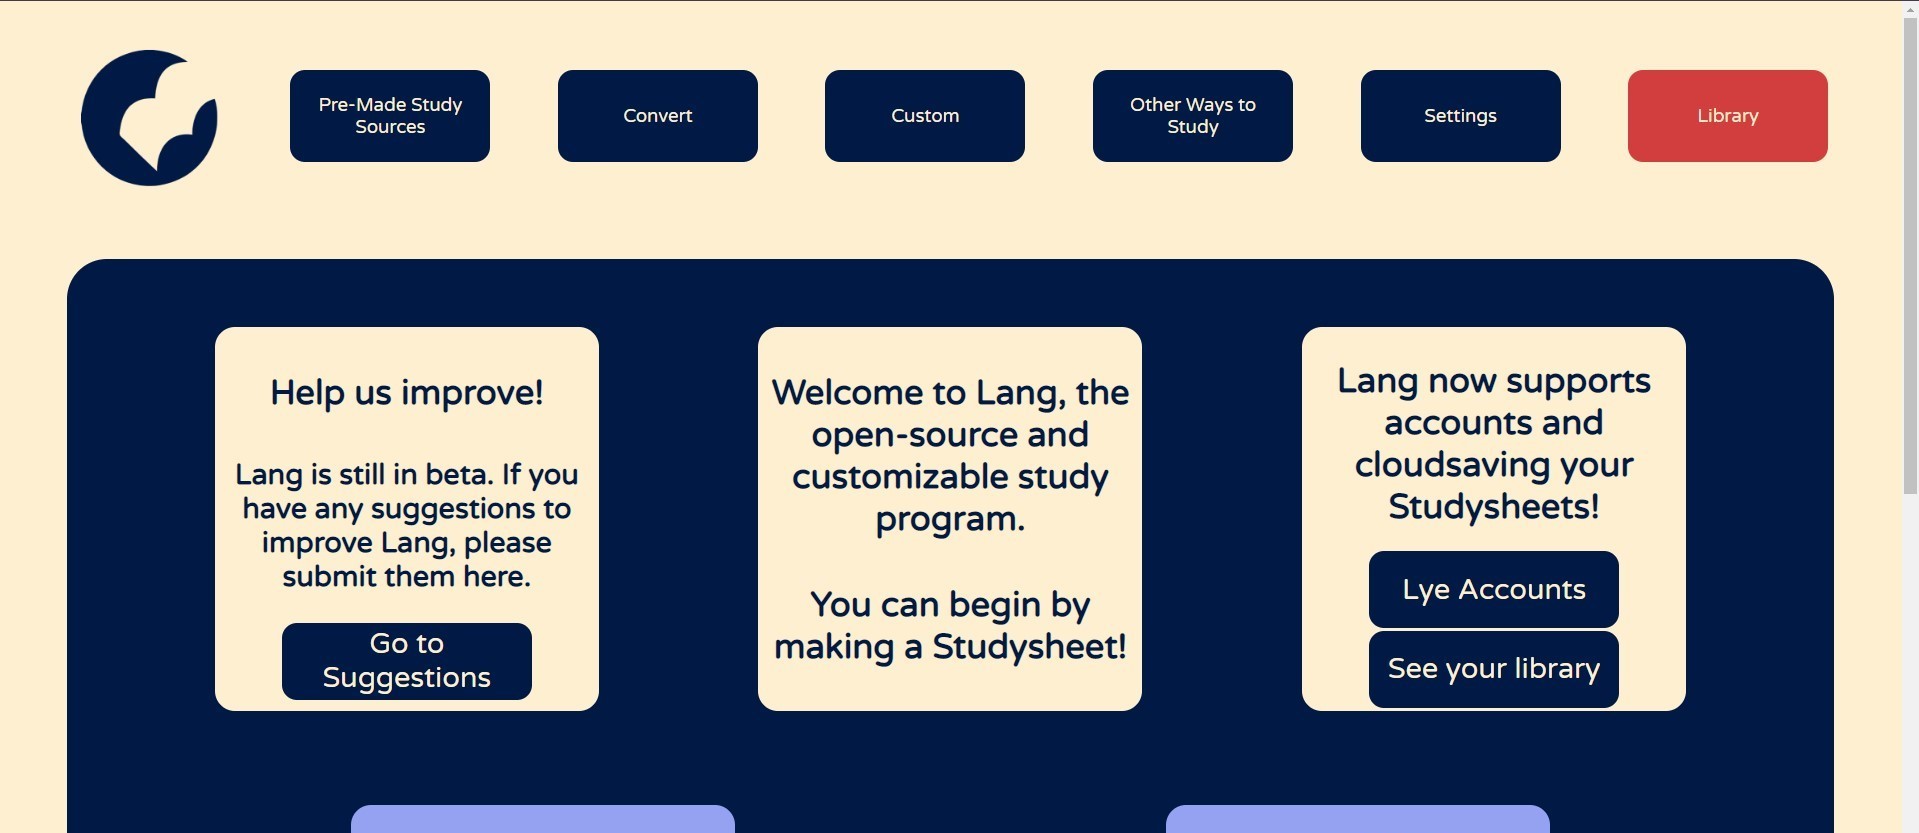 Pre-Made Study
Sources
Convert
Custom
Other Ways to
Study
Settings
Library
Help us improve!
Lang is still in beta. If you
have any suggestions to
improve Lang, please
submit them here.
Go to
Suggestions
Welcome to Lang, the
open-source and
customizable study
program.
You can begin by
making a Studysheet!
Lang now supports
accounts and
cloudsaving your
Studysheets!
Lye Accounts
See your library